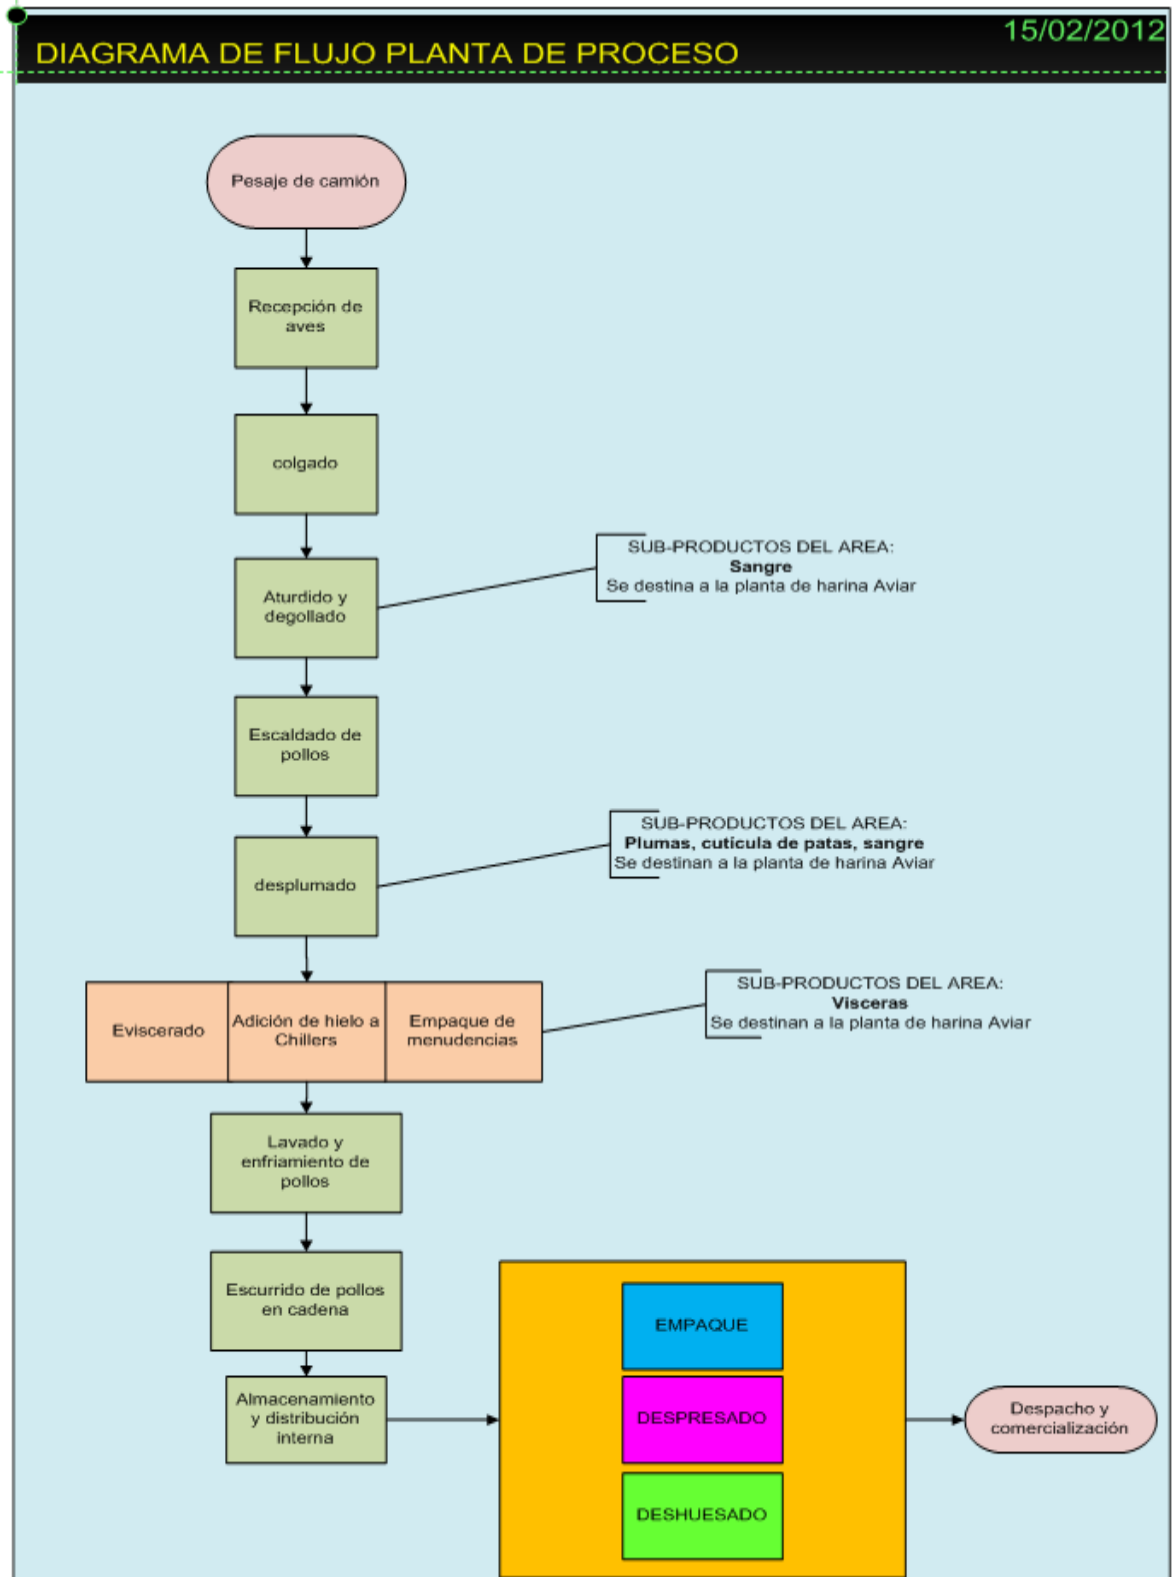 15/02/2012
DIAGRAMA DE FLUJO PLANTA DE PROCESO
Pesaje de camión
Recepción de
aves
colgado
Aturdido y
degollado
SUB-PRODUCTOS DEL AREA:
Sangre
Se destina a la planta de harina Aviar
Escaldado de
pollos
desplumado
SUB-PRODUCTOS DEL AREA:
Plumas, cutícula de patas, sangre
Se destinan a la planta de harina Aviar
Eviscerado
Adición de hielo a
Chillers
Empaque de
menudencias
SUB-PRODUCTOS DEL AREA:
Visceras
Se destinan a la planta de harina Aviar
Lavado y
enfriamiento de
pollos
Escurrido de pollos
en cadena
Almacenamiento
y distribución
interna
EMPAQUE
DESPRESADO
DESHUESADO
Despacho y
comercialización